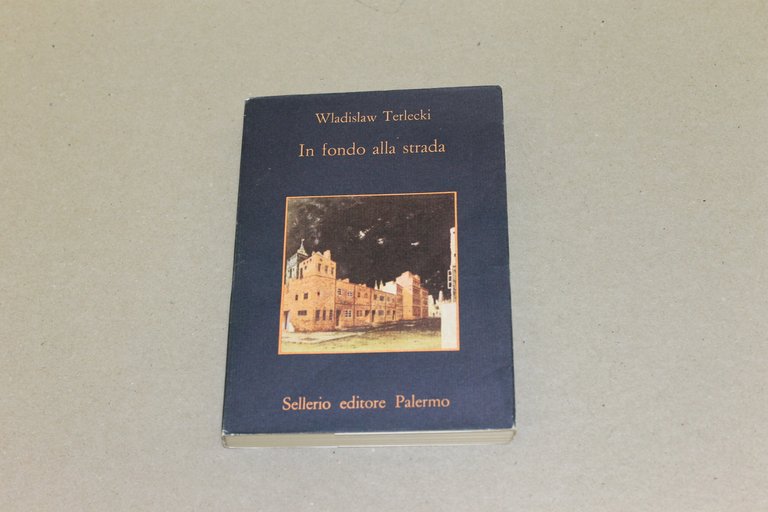 Wladislaw Terlecki
In fondo alla strada
Sellerio editore Palermo